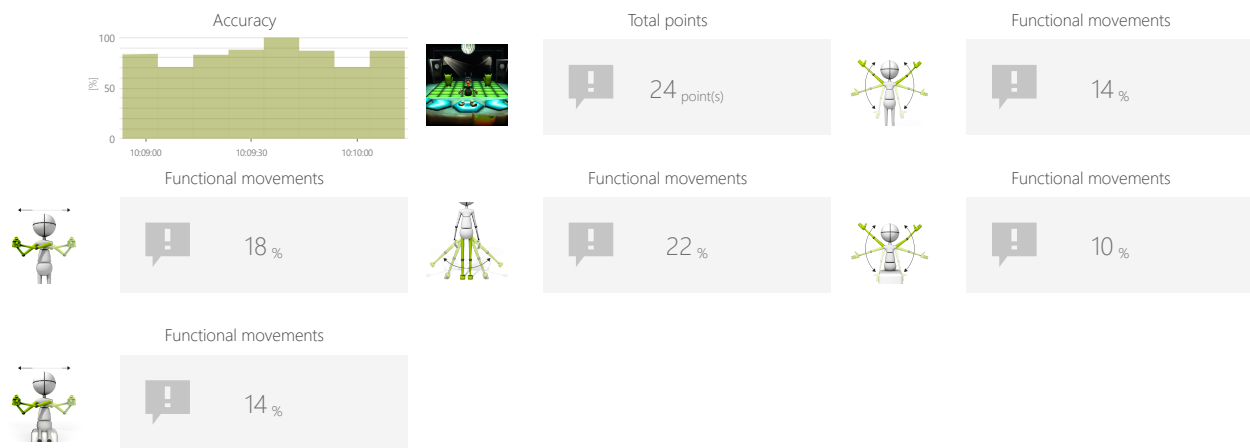 Accuracy
Total points
Functional movements
100
[%]
50
0
10:09:00
10:09:30
10:10:00
24 point(s)
14 %
Functional movements
Functional movements
Functional movements
18 %
22 %
10 %
Functional movements
14 %